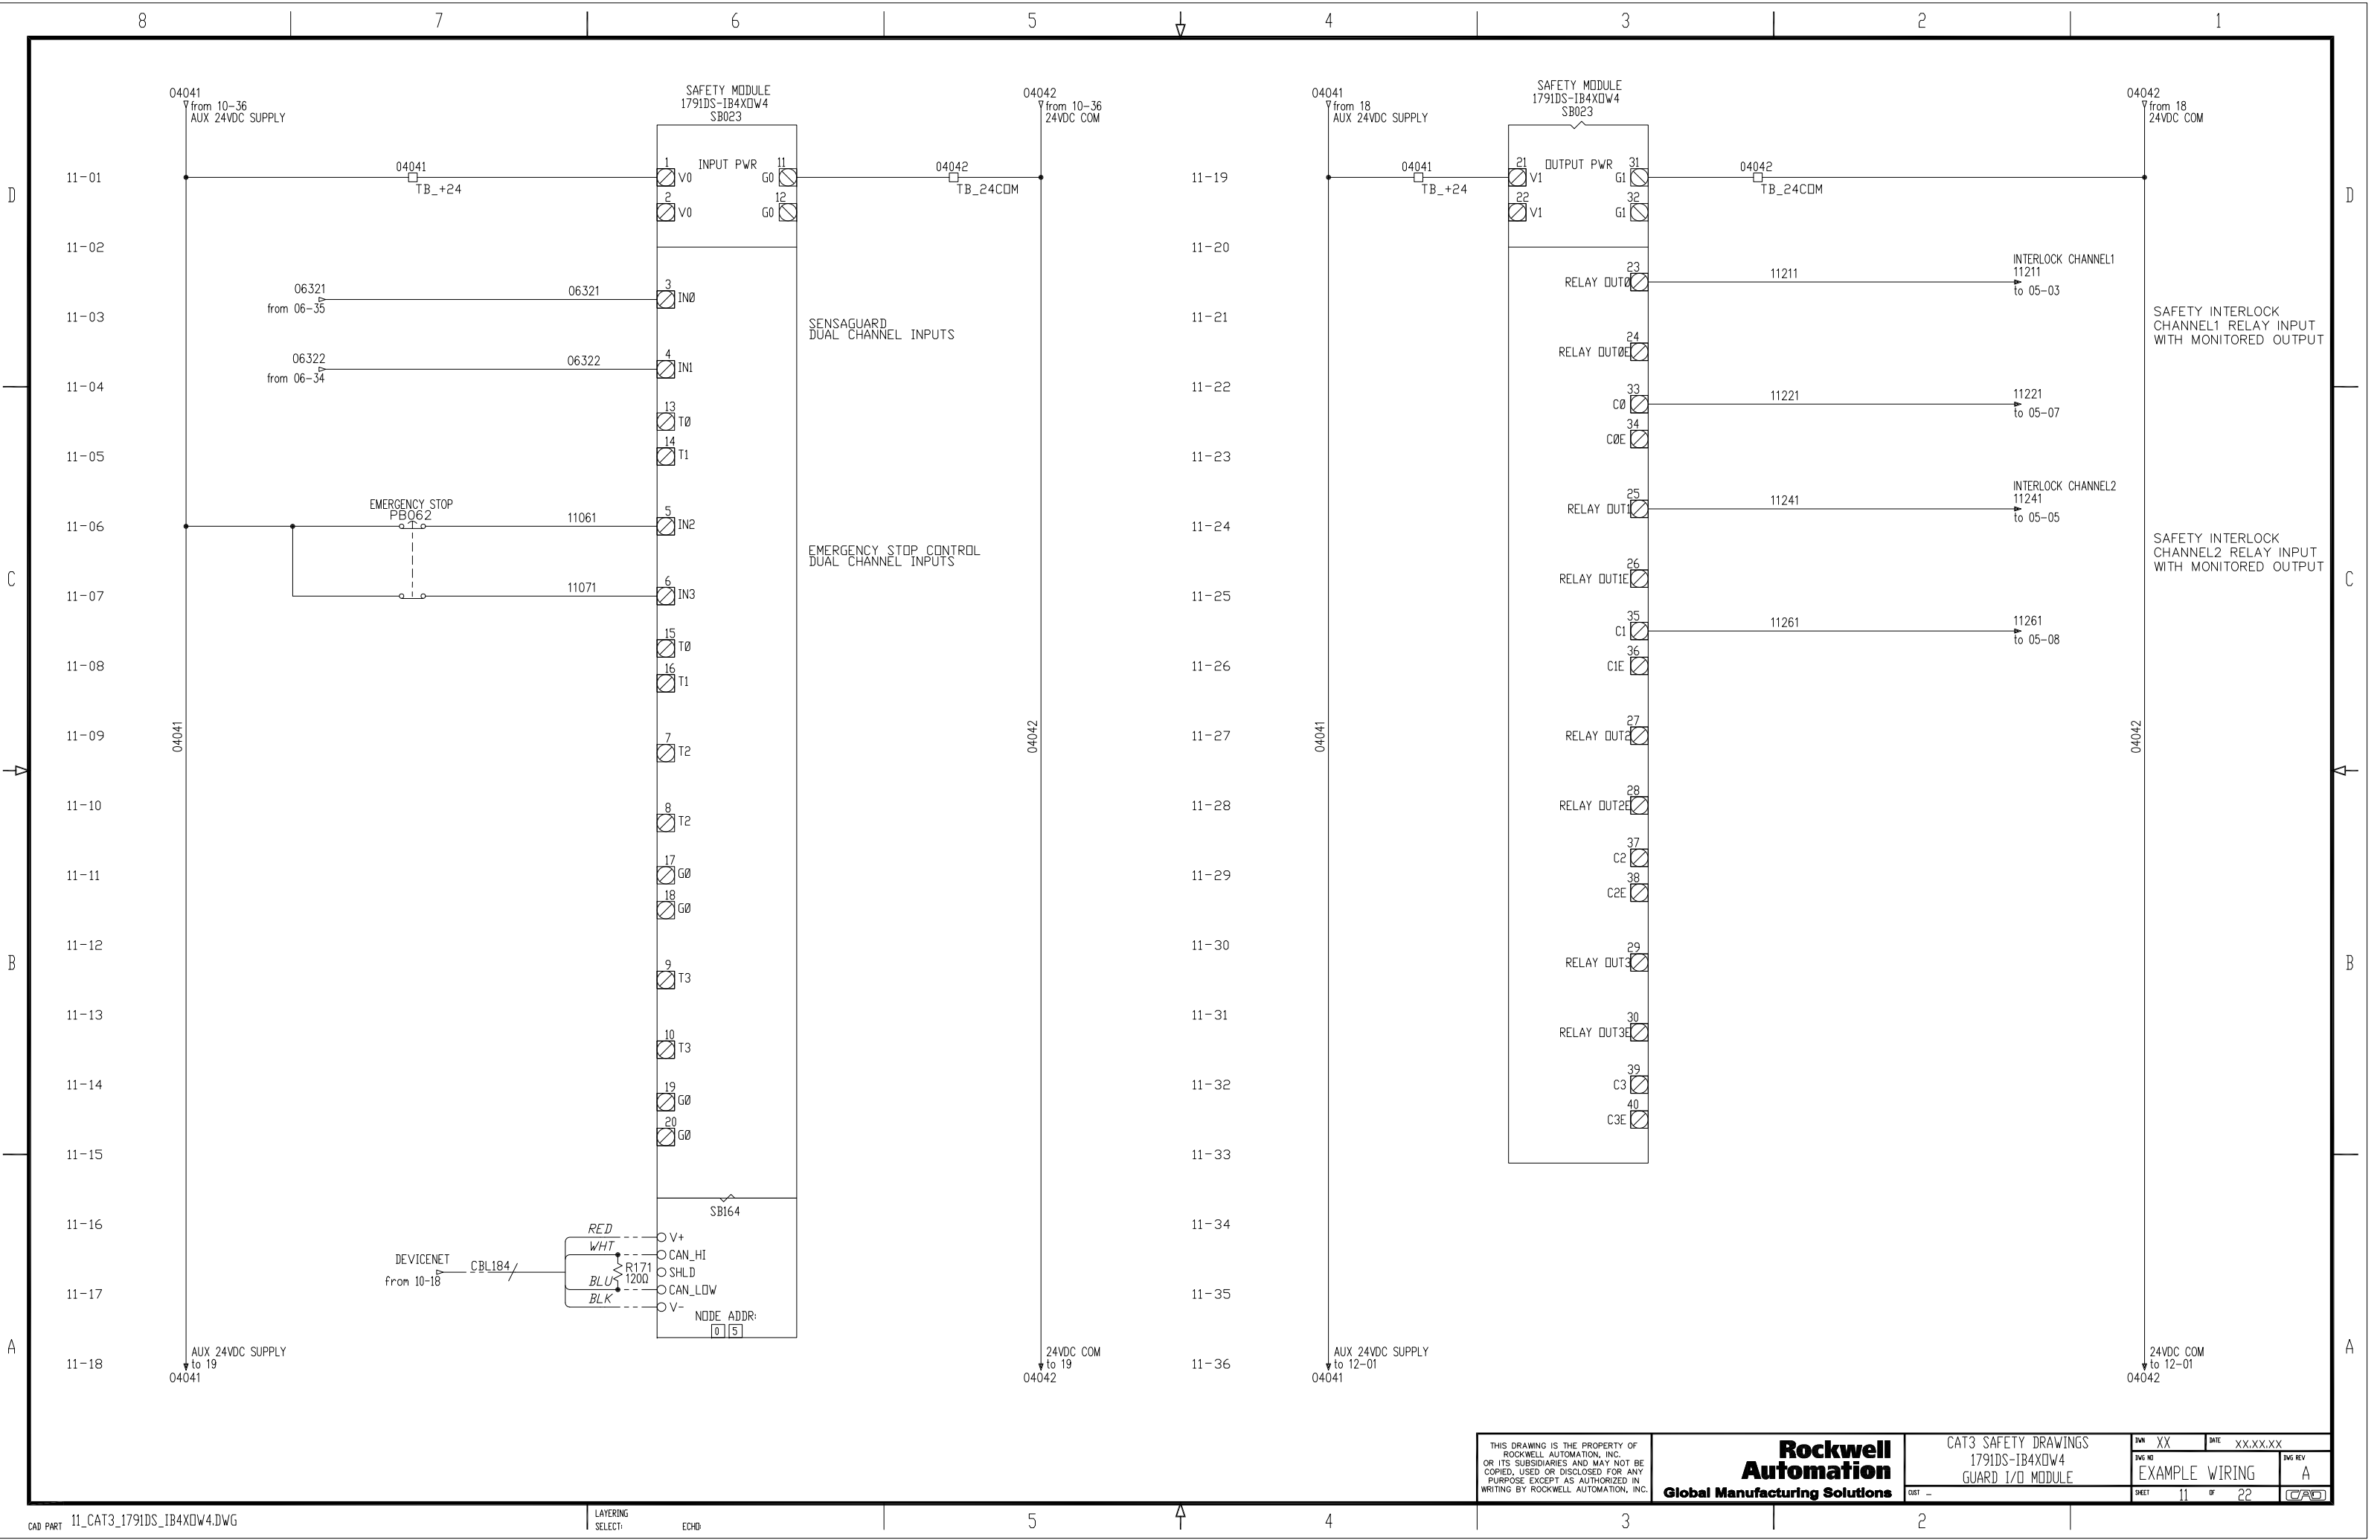 8 7 6 5 4 3 2 1
D
C
B
A
04041
from 10-36
AUX 24VDC SUPPLY
SAFETY MODULE
1791DS-IB4XOW4
SB023
04042
from 10-36
24VDC COM
11-01
04041
TB_+24
1
V0
INPUT PWR
11
G0
04042
TB_24COM
2
V0
12
G0
11-02
06321
from 06-35
06321
3
IN0
11-03
SENSAGUARD
DUAL CHANNEL INPUTS
06322
from 06-34
06322
4
IN1
11-04
13
TØ
14
T1
11-05
EMERGENCY STOP
PB062
11061
5
IN2
11-06
EMERGENCY STOP CONTROL
DUAL CHANNEL INPUTS
11071
6
IN3
11-07
15
TØ
11-08
16
T1
04041
04042
11-09
7
T2
11-10
8
T2
11-11
17
GØ
18
GØ
11-12
9
T3
11-13
10
T3
11-14
19
GØ
20
GØ
11-15
SB164
11-16
RED
V+
WHT
CAN_HI
DEVICENET
from 10-18
CBL184
R171
120Ω
SHLD
BLU
CAN_LOW
11-17
BLK
V-
NODE ADDR:
0 5
11-18
AUX 24VDC SUPPLY
to 19
04041
24VDC COM
to 19
04042
04041
from 18
AUX 24VDC SUPPLY
SAFETY MODULE
1791DS-IB4XOW4
SB023
04042
from 18
24VDC COM
11-19
04041
TB_+24
21
V1
OUTPUT PWR
31
G1
04042
TB_24COM
22
V1
32
G1
11-20
23
RELAY OUTØ
11211
INTERLOCK CHANNEL1
11211
to 05-03
11-21
SAFETY INTERLOCK
CHANNEL1 RELAY INPUT
WITH MONITORED OUTPUT
24
RELAY OUTØE
11-22
33
CØ
11221
11221
to 05-07
34
CØE
11-23
25
RELAY OUT1
11241
INTERLOCK CHANNEL2
11241
to 05-05
11-24
SAFETY INTERLOCK
CHANNEL2 RELAY INPUT
WITH MONITORED OUTPUT
26
RELAY OUT1E
11-25
35
C1
11261
11261
to 05-08
11-26
36
C1E
04041
04042
11-27
27
RELAY OUT2
11-28
28
RELAY OUT2E
37
C2
11-29
38
C2E
11-30
29
RELAY OUT3
11-31
30
RELAY OUT3E
11-32
39
C3
40
C3E
11-33
11-34
11-35
11-36
AUX 24VDC SUPPLY
to 12-01
04041
24VDC COM
to 12-01
04042
D
C
B
A
THIS DRAWING IS THE PROPERTY OF
ROCKWELL AUTOMATION, INC.
OR ITS SUBSIDIARIES AND MAY NOT BE
COPIED, USED OR DISCLOSED FOR ANY
PURPOSE EXCEPT AS AUTHORIZED IN
WRITING BY ROCKWELL AUTOMATION, INC.
Rockwell
Automation
Global Manufacturing Solutions
CAT3 SAFETY DRAWINGS
1791DS-IB4XOW4
GUARD I/O MODULE
CUST -
DWN XX
DATE XX.XX.XX
DWG NO
EXAMPLE WIRING
DWG REV
A
SHEET 11 OF 22
CAD
CAD PART 11_CAT3_1791DS_IB4XOW4.DWG
LAYERING
SELECT: ECHO:
5 4 3 2